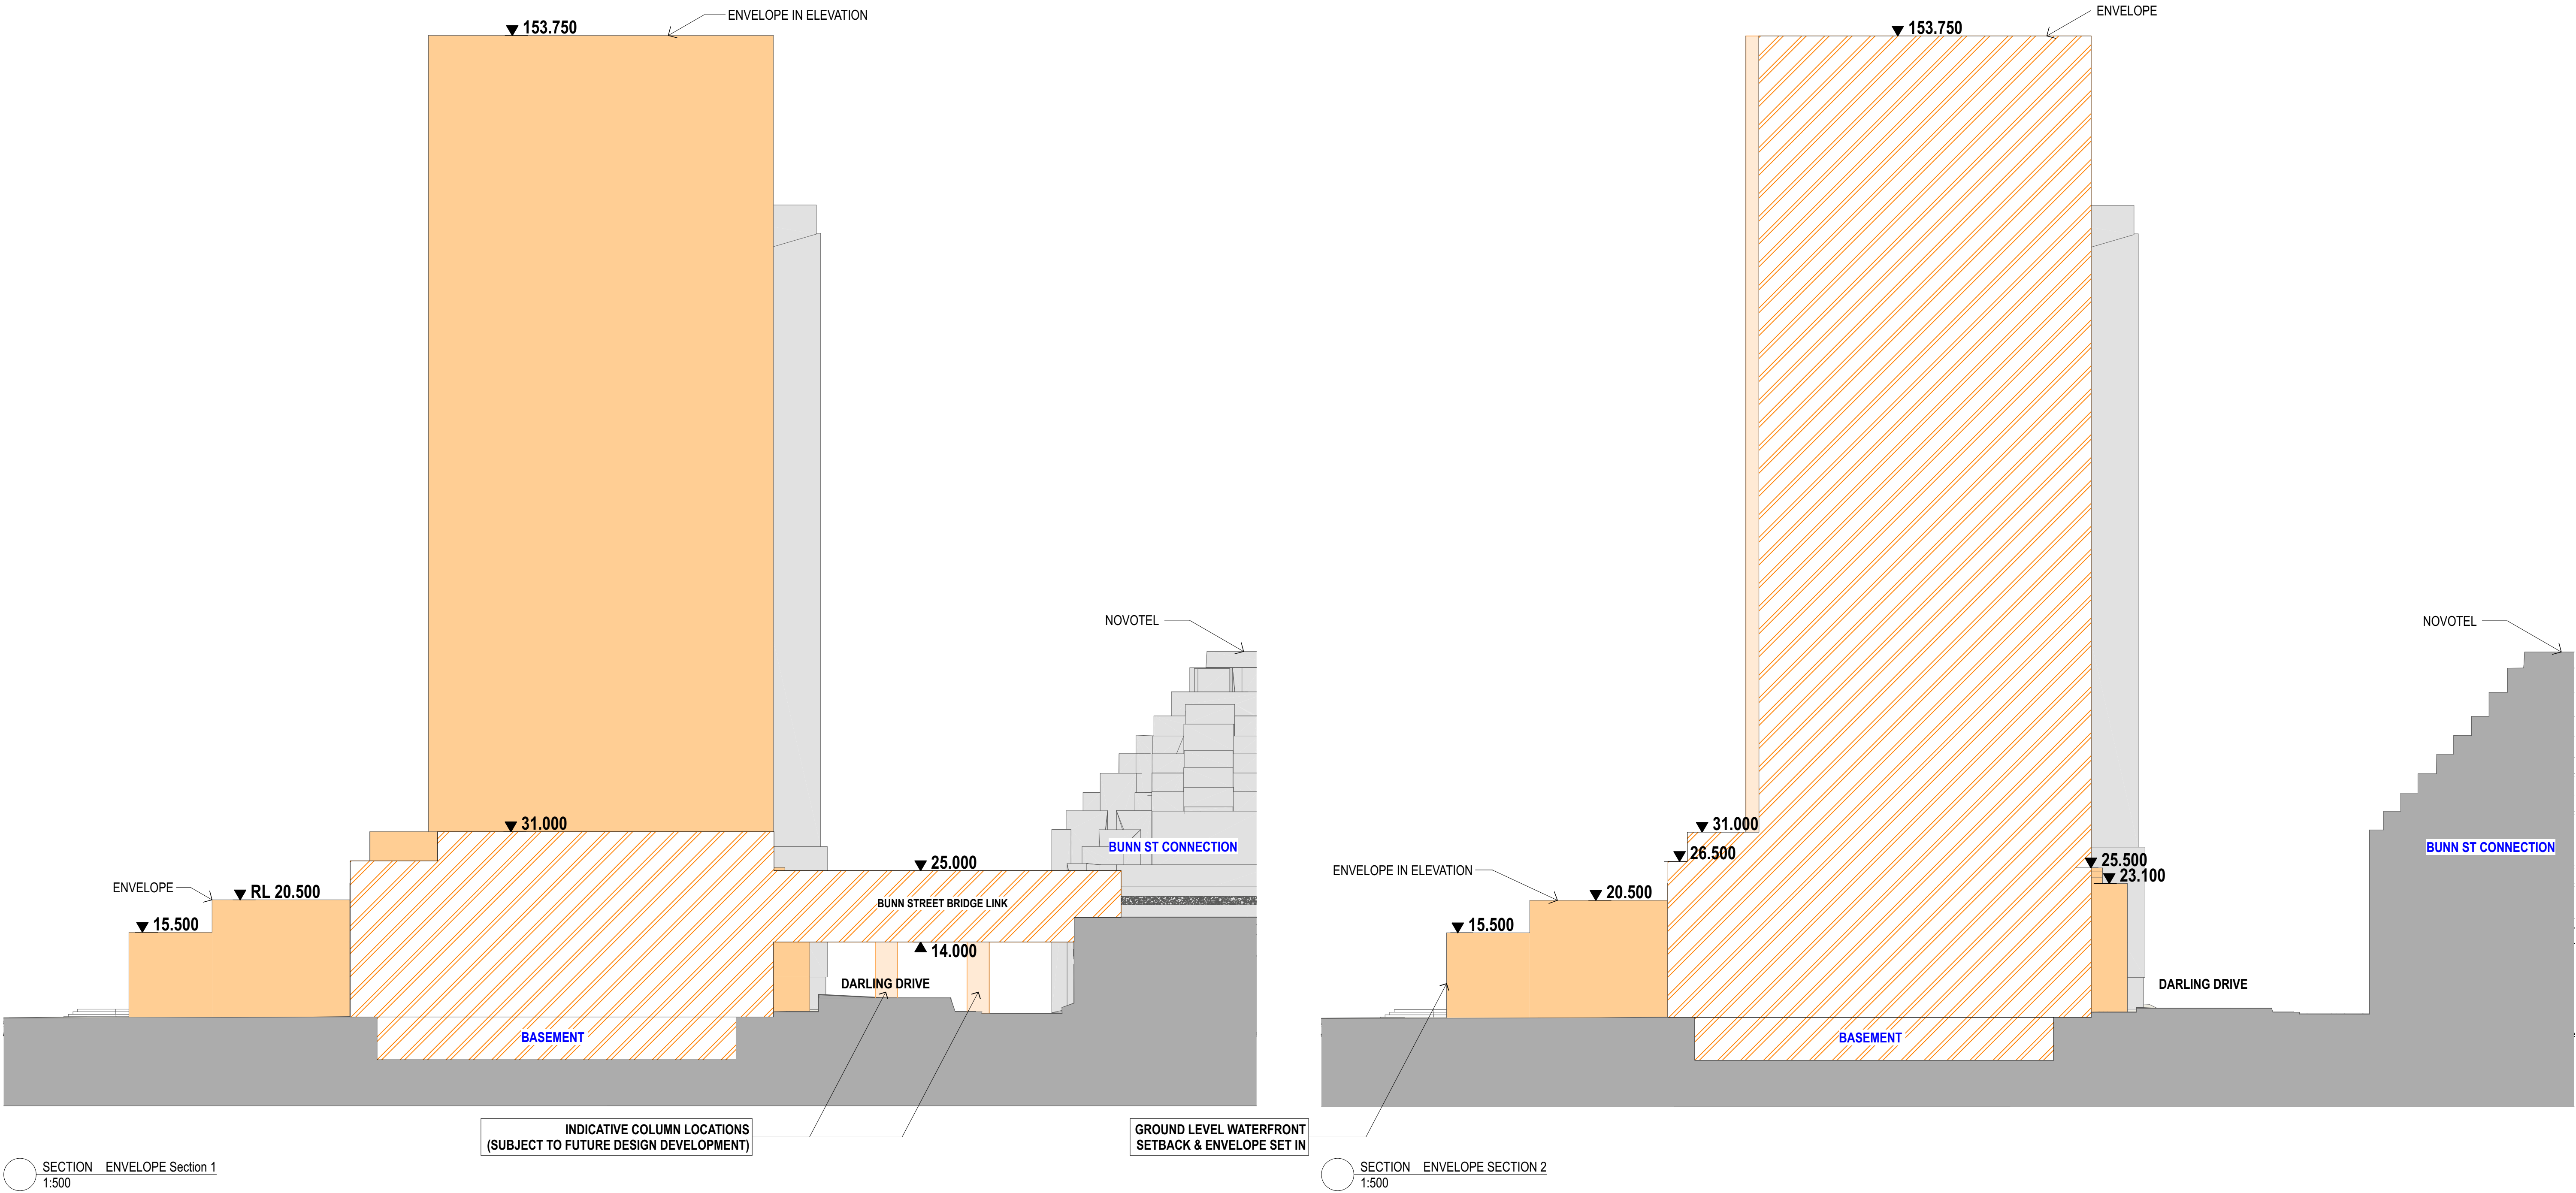 ENVELOPE IN ELEVATION
153.750
NOVOTEL
31.000
BUNN ST CONNECTION
25.000
ENVELOPE
RL 20.500
BUNN STREET BRIDGE LINK
15.500
14.000
DARLING DRIVE
BASEMENT
INDICATIVE COLUMN LOCATIONS
(SUBJECT TO FUTURE DESIGN DEVELOPMENT)
SECTION ENVELOPE Section 1
1:500
ENVELOPE
153.750
NOVOTEL
31.000
26.500
BUNN ST CONNECTION
25.500
23.100
ENVELOPE IN ELEVATION
20.500
15.500
DARLING DRIVE
BASEMENT
GROUND LEVEL WATERFRONT
SETBACK & ENVELOPE SET IN
SECTION ENVELOPE SECTION 2
1:500